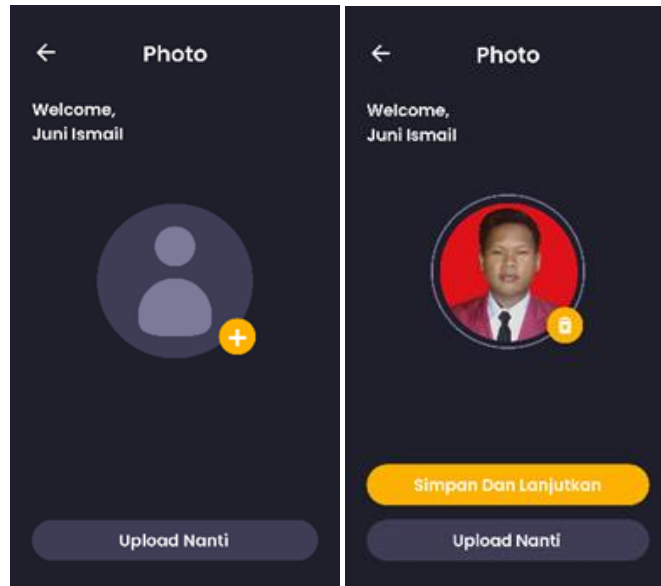 Photo
Welcome,
Juni Ismail
Upload Nanti
Photo
Welcome,
Juni Ismail
Simpan Dan Lanjutkan
Upload Nanti